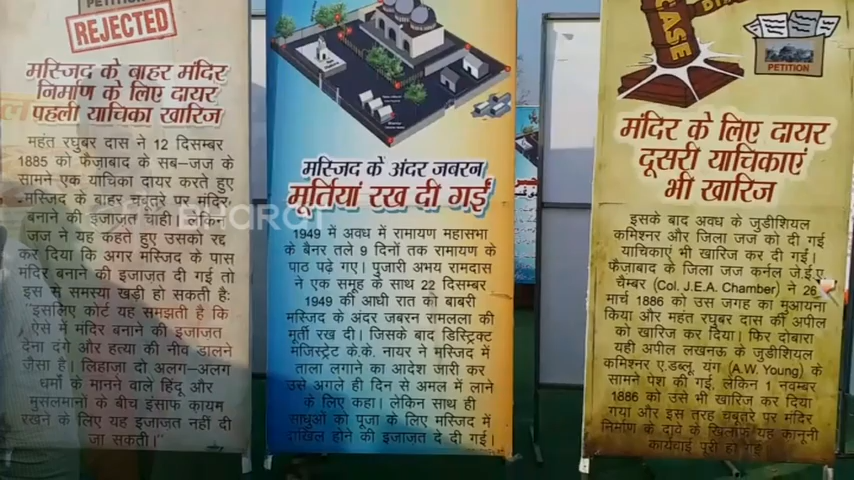 PETITION
REJECTED
मस्जिद के बाहर मंदिर
निर्माण के लिए दायर
पहली याचिका खारिज
महंत रघुबर दास ने 12 दिसम्बर
1885 को फैज़ाबाद के सब-जज के
सामने एक याचिका दायर करते हुए
मस्जिद के बाहर चबूतरे पर मंदिर
बनाने की इजाजत चाही। लेकिन
जज ने यह कहते हुए उसको रद्द
कर दिया कि अगर मस्जिद के पास
मंदिर बनाने की इजाजत दी गई तो
इस से समस्या खड़ी हो सकती है:
"इसलिए कोर्ट यह समझती है कि
ऐसे में मंदिर बनाने की इजाजत
देना दंगे और हत्या की नीव डालने
जैसा है। लिहाजा दो अलग-अलग
धर्मों के मानने वाले हिंदू और
मुसलमानों के बीच इंसाफ कायम
रखने के लिए यह इजाजत नहीं दी
जा सकती।"
BHARAT
मस्जिद के अंदर जबरन
मूर्तियां रख दी गईं
1949 में अवध में रामायण महासभा
के बैनर तले 9 दिनों तक रामायण के
पाठ पढ़े गए। पुजारी अभय रामदास
ने एक समूह के साथ 22 दिसम्बर
1949 की आधी रात को बाबरी
मस्जिद के अंदर जबरन रामलला की
मूर्ती रख दी। जिसके बाद डिस्ट्रिक्ट
मजिस्ट्रेट के.के. नायर ने मस्जिद में
ताला लगाने का आदेश जारी कर
उसे अगले ही दिन से अमल में लाने
के लिए कहा। लेकिन साथ ही
साधुओं को पूजा के लिए मस्जिद में
दाखिल होने की इजाजत दे दी गई।
CASE
PETITION
मंदिर के लिए दायर
दूसरी याचिकाएं
भी खारिज
इसके बाद अवध के जुडीशियल
कमिश्नर और जिला जज को दी गई
याचिकाएं भी खारिज कर दी गईं।
फैजाबाद के जिला जज कर्नल जे.ई.ए.
चैम्बर (Col. J.E.A. Chamber) ने 26
मार्च 1886 को उस जगह का मुआयना
किया और महंत रघुबर दास की अपील
को खारिज कर दिया। फिर दोबारा
यही अपील लखनऊ के जुडीशियल
कमिश्नर ए.डब्लू. यंग (A.W. Young) के
सामने पेश की गई, लेकिन 1 नवम्बर
1886 को उसे भी खारिज कर दिया
गया और इस तरह चबूतरे पर मंदिर
निर्माण के दावे के खिलाफ यह कानूनी
कार्यवाई पूरी हो गई